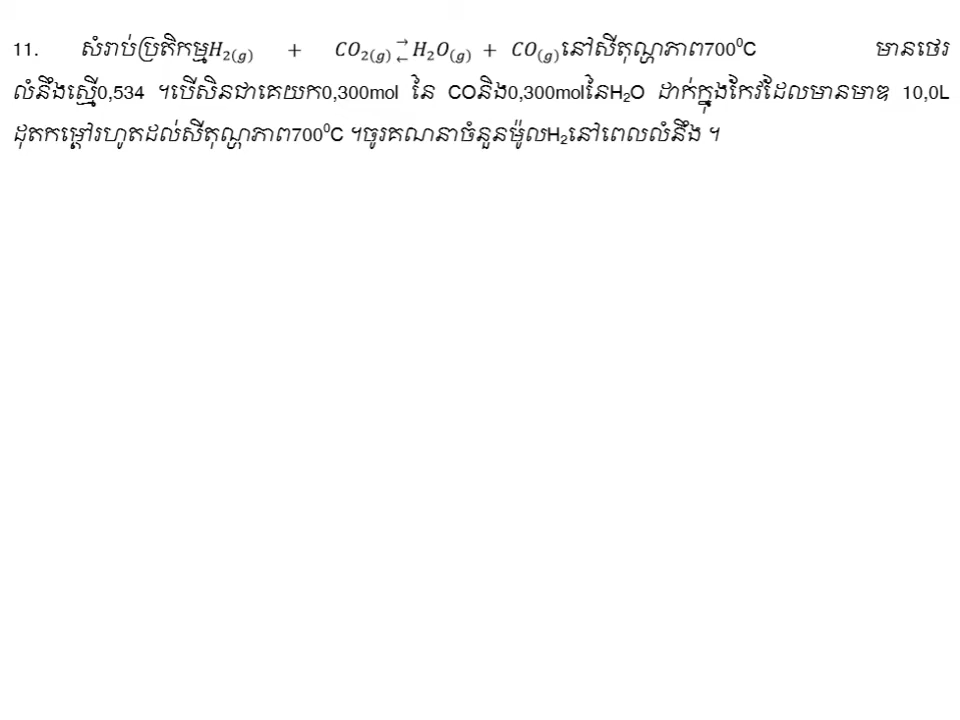 11. សំរាប់ប្រតិកម្មH₂₍g₎ + CO₂₍g₎ ⇄ H₂O₍g₎ + CO₍g₎នៅសីតុណ្ហភាព700⁰C មានថេរ
លំនឹងស្មើ0,534 ។បើសិនជាគេយក0,300mol នៃ COនិង0,300molនៃH₂O ដាក់ក្នុងកែវដែលមានមាឌ 10,0L
ដុតកម្តៅរហូតដល់សីតុណ្ហភាព700⁰C ។ចូរគណនាចំនួនម៉ូលH₂នៅពេលលំនឹង ។